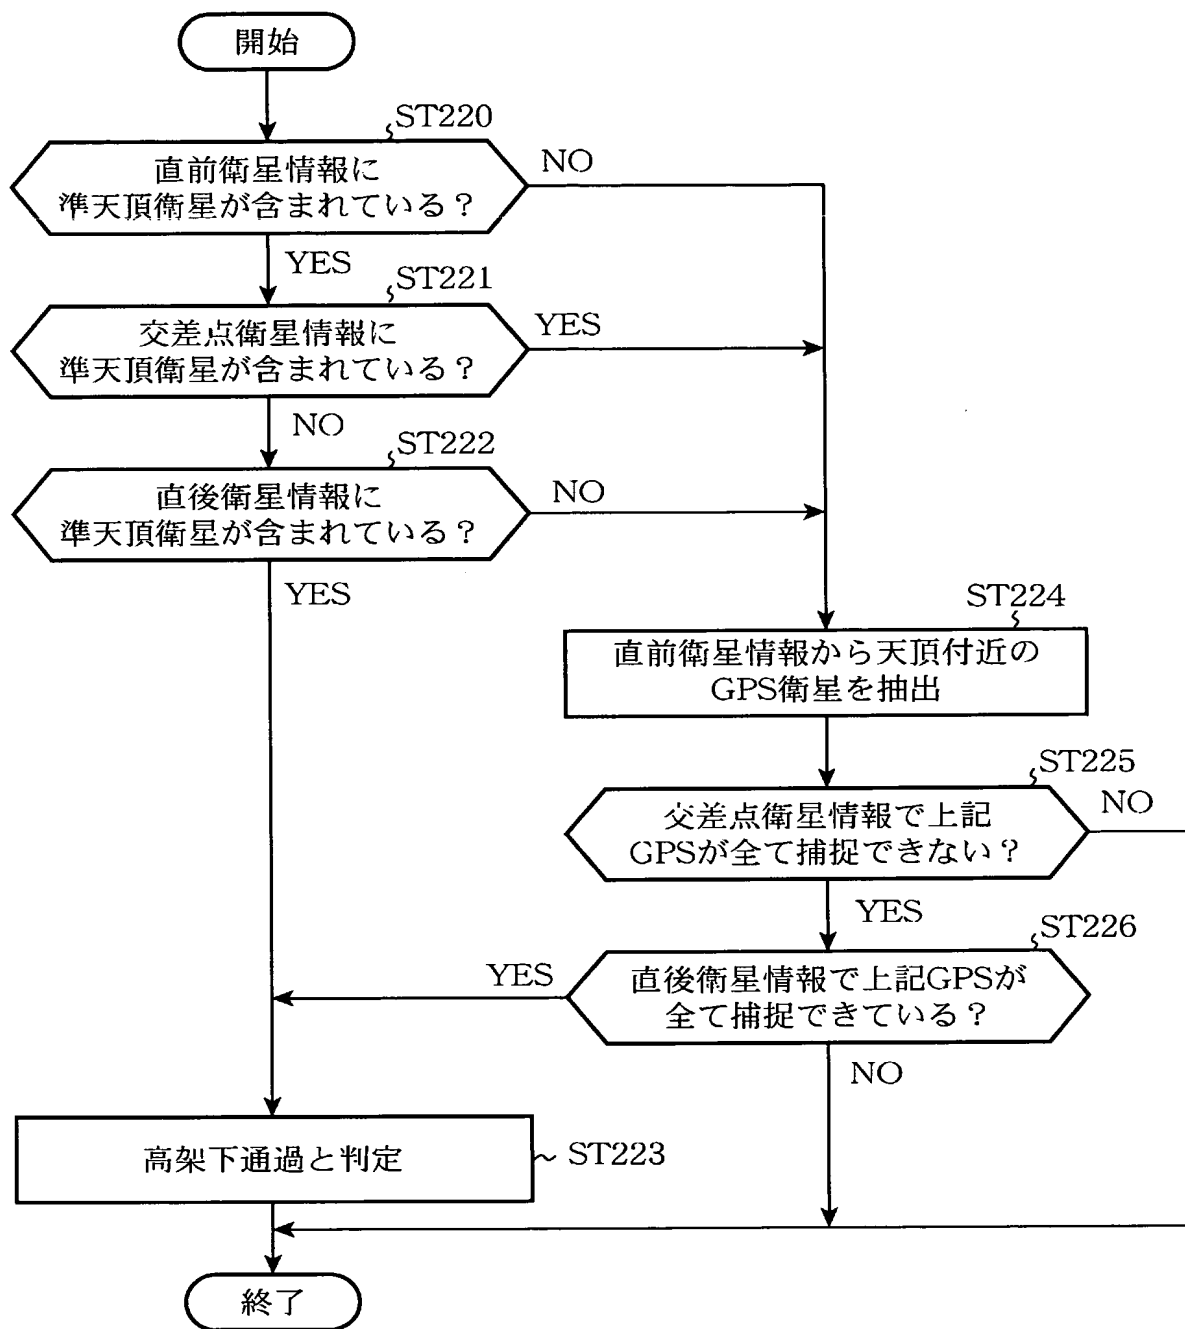 開始
ST220
直前衛星情報に
準天頂衛星が含まれている？
NO
YES
ST221
交差点衛星情報に
準天頂衛星が含まれている？
YES
NO
ST222
直後衛星情報に
準天頂衛星が含まれている？
NO
YES
ST224
直前衛星情報から天頂付近の
GPS衛星を抽出
ST225
交差点衛星情報で上記
GPSが全て捕捉できない？
NO
YES
ST226
直後衛星情報で上記GPSが
全て捕捉できている？
YES
NO
高架下通過と判定
ST223
終了